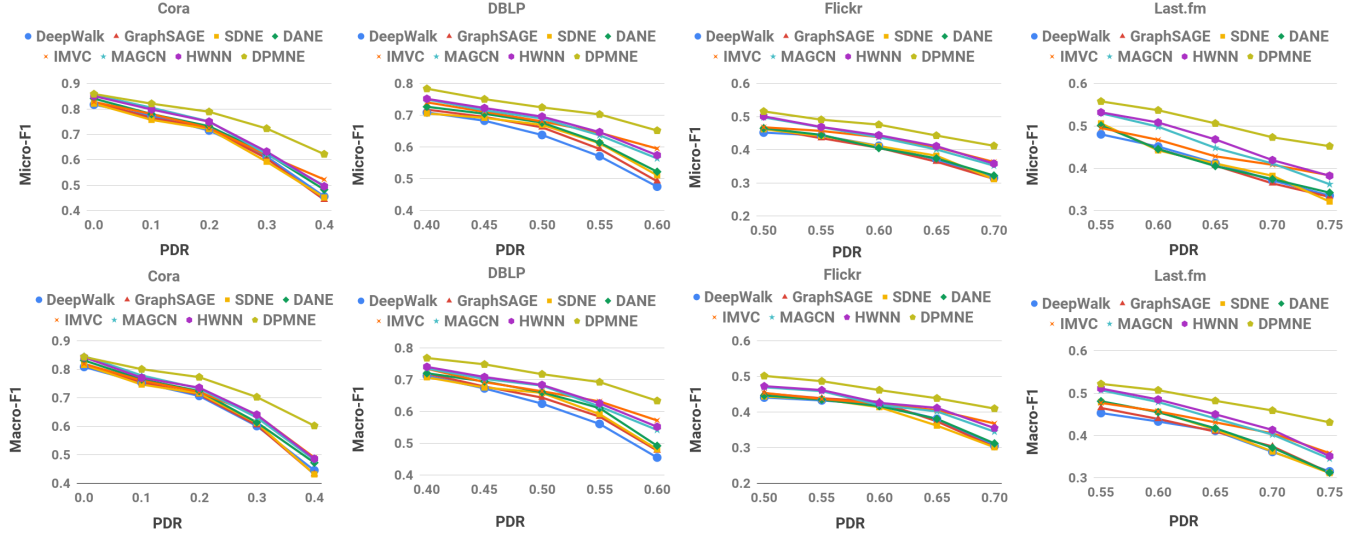 Cora
DeepWalk GraphSAGE SDNE DANE
IMVC MAGCN HWNN DPMNE
0.9
0.8
0.7
0.6
0.5
0.4
Micro-F1
0.0 0.1 0.2 0.3 0.4
PDR
DBLP
DeepWalk GraphSAGE SDNE DANE
IMVC MAGCN HWNN DPMNE
0.8
0.7
0.6
0.5
0.4
Micro-F1
0.40 0.45 0.50 0.55 0.60
PDR
Flickr
DeepWalk GraphSAGE SDNE DANE
IMVC MAGCN HWNN DPMNE
0.6
0.5
0.4
0.3
0.2
Micro-F1
0.50 0.55 0.60 0.65 0.70
PDR
Last.fm
DeepWalk GraphSAGE SDNE DANE
IMVC MAGCN HWNN DPMNE
0.6
0.5
0.4
0.3
Micro-F1
0.55 0.60 0.65 0.70 0.75
PDR
Cora
DeepWalk GraphSAGE SDNE DANE
IMVC MAGCN HWNN DPMNE
0.9
0.8
0.7
0.6
0.5
0.4
Macro-F1
0.0 0.1 0.2 0.3 0.4
PDR
DBLP
DeepWalk GraphSAGE SDNE DANE
IMVC MAGCN HWNN DPMNE
0.8
0.7
0.6
0.5
0.4
Macro-F1
0.40 0.45 0.50 0.55 0.60
PDR
Flickr
DeepWalk GraphSAGE SDNE DANE
IMVC MAGCN HWNN DPMNE
0.6
0.5
0.4
0.3
0.2
Macro-F1
0.50 0.55 0.60 0.65 0.70
PDR
Last.fm
DeepWalk GraphSAGE SDNE DANE
IMVC MAGCN HWNN DPMNE
0.6
0.5
0.4
0.3
Macro-F1
0.55 0.60 0.65 0.70 0.75
PDR